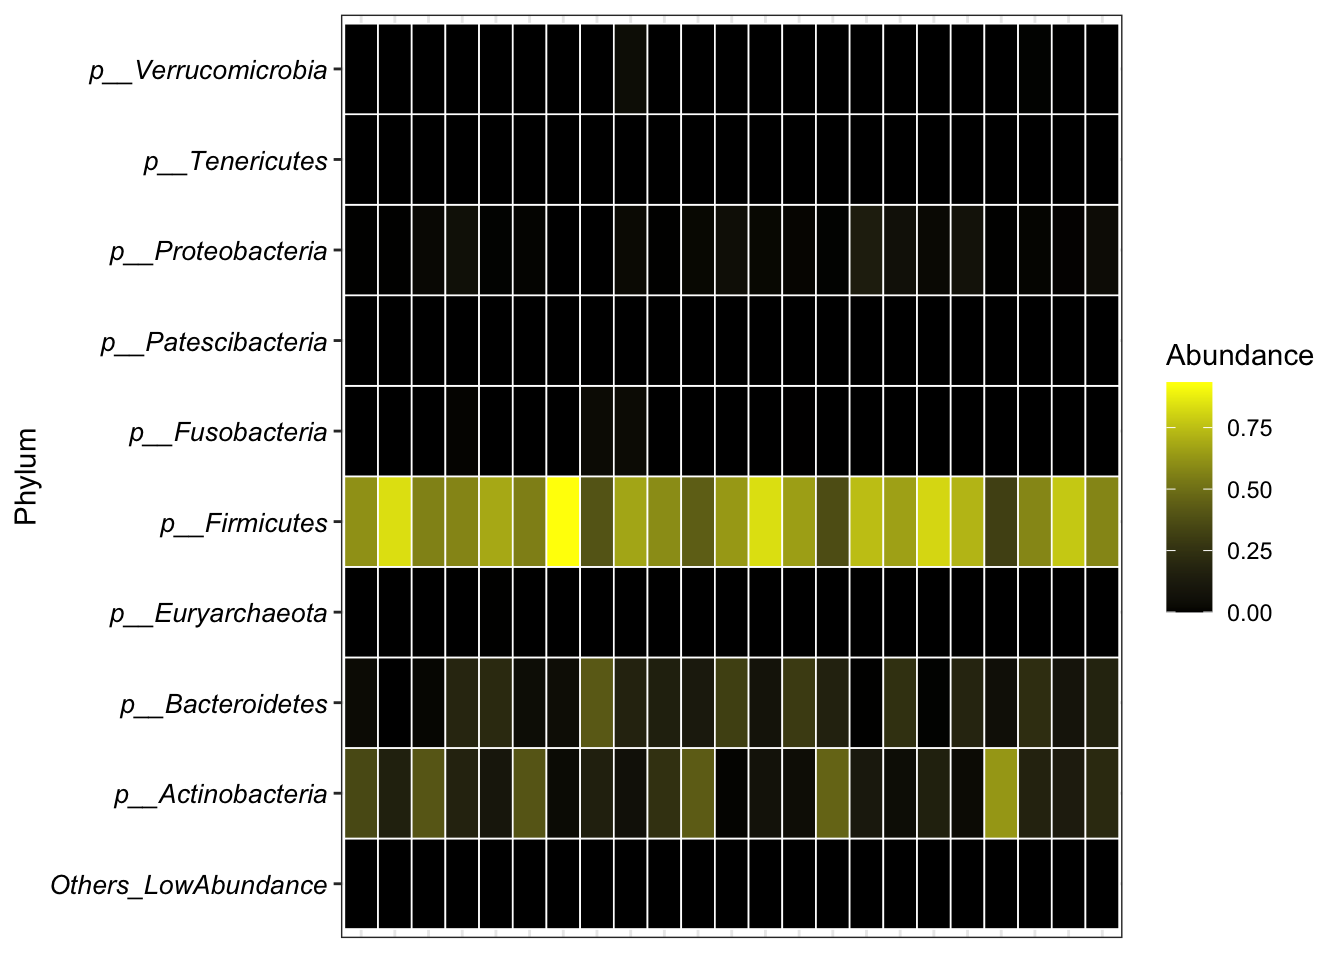 p__Verrucomicrobia
p__Tenericutes
p__Proteobacteria
p__Patescibacteria
p__Fusobacteria
p__Firmicutes
p__Euryarchaeota
p__Bacteroidetes
p__Actinobacteria
Others_LowAbundance
Phylum
Abundance
0.75
0.50
0.25
0.00